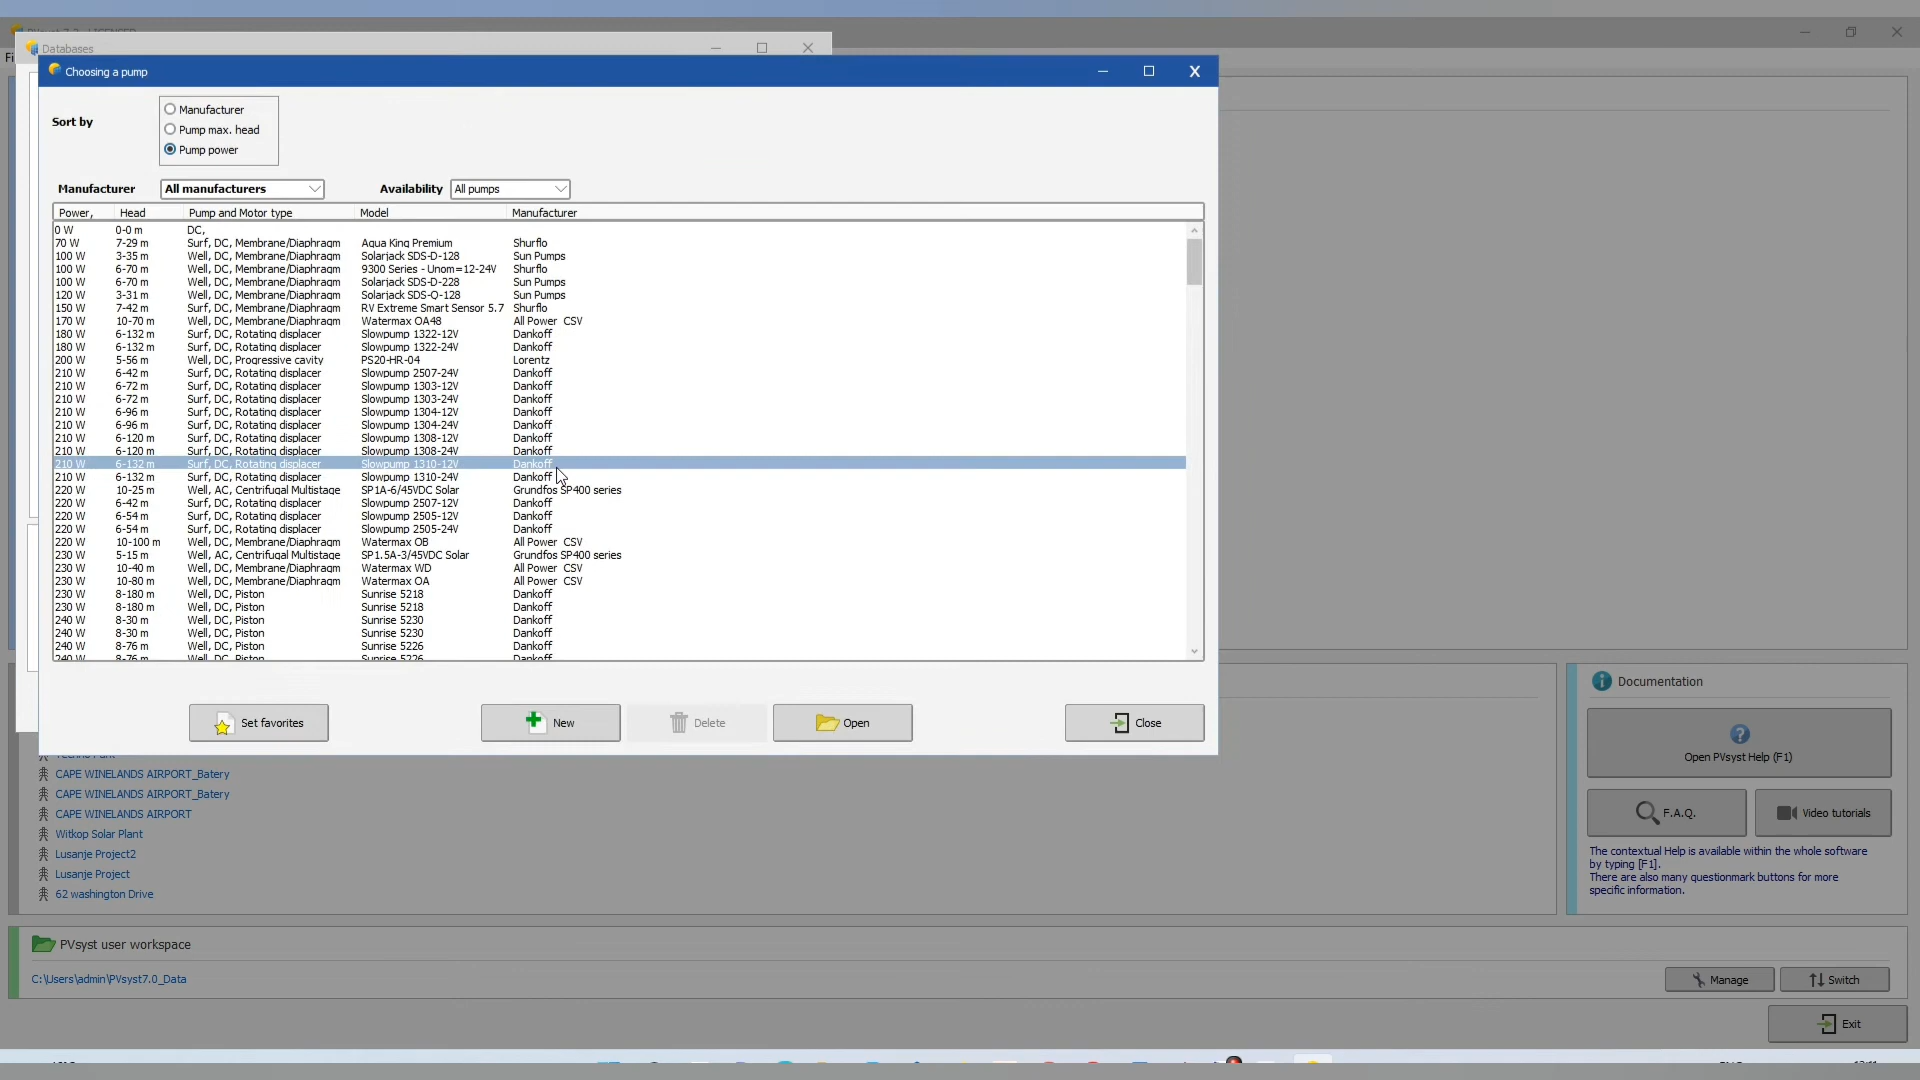 Databases
Fi
Choosing a pump
X
Sort by
Manufacturer
Pump max. head
Pump power
Manufacturer All manufacturers Availability All pumps
Power, Head Pump and Motor type Model Manufacturer
0 W 0-0 m DC,
70 W 7-29 m Surf, DC, Membrane/Diaphragm Aqua King Premium Shurflo
100 W 3-35 m Well, DC, Membrane/Diaphragm Solarjack SDS-D-128 Sun Pumps
100 W 6-70 m Well, DC, Membrane/Diaphragm 9300 Series - Unom=12-24V Shurflo
100 W 6-70 m Well, DC, Membrane/Diaphragm Solarjack SDS-D-228 Sun Pumps
120 W 3-31 m Well, DC, Membrane/Diaphragm Solarjack SDS-Q-128 Sun Pumps
150 W 7-42 m Surf, DC, Membrane/Diaphragm RV Extreme Smart Sensor 5.7 Shurflo
170 W 10-70 m Well, DC, Membrane/Diaphragm Watermax OA48 All Power CSV
180 W 6-132 m Surf, DC, Rotating displacer Slowpump 1322-12V Dankoff
180 W 6-132 m Surf, DC, Rotating displacer Slowpump 1322-24V Dankoff
200 W 5-56 m Well, DC, Progressive cavity PS20-HR-04 Lorentz
210 W 6-42 m Surf, DC, Rotating displacer Slowpump 2507-24V Dankoff
210 W 6-72 m Surf, DC, Rotating displacer Slowpump 1303-12V Dankoff
210 W 6-72 m Surf, DC, Rotating displacer Slowpump 1303-24V Dankoff
210 W 6-96 m Surf, DC, Rotating displacer Slowpump 1304-12V Dankoff
210 W 6-96 m Surf, DC, Rotating displacer Slowpump 1304-24V Dankoff
210 W 6-120 m Surf, DC, Rotating displacer Slowpump 1308-12V Dankoff
210 W 6-120 m Surf, DC, Rotating displacer Slowpump 1308-24V Dankoff
210 W 6-132 m Surf, DC, Rotating displacer Slowpump 1310-12V Dankoff
210 W 6-132 m Surf, DC, Rotating displacer Slowpump 1310-24V Dankoff
220 W 10-25 m Well, AC, Centrifugal Multistage SP1A-6/45VDC Solar Grundfos SP400 series
220 W 6-42 m Surf, DC, Rotating displacer Slowpump 2507-12V Dankoff
220 W 6-54 m Surf, DC, Rotating displacer Slowpump 2505-12V Dankoff
220 W 6-54 m Surf, DC, Rotating displacer Slowpump 2505-24V Dankoff
220 W 10-100 m Well, DC, Membrane/Diaphragm Watermax OB All Power CSV
230 W 5-15 m Well, AC, Centrifugal Multistage SP1.5A-3/45VDC Solar Grundfos SP400 series
230 W 10-40 m Well, DC, Membrane/Diaphragm Watermax WD All Power CSV
230 W 10-80 m Well, DC, Membrane/Diaphragm Watermax OA All Power CSV
230 W 8-180 m Well, DC, Piston Sunrise 5218 Dankoff
230 W 8-180 m Well, DC, Piston Sunrise 5218 Dankoff
240 W 8-30 m Well, DC, Piston Sunrise 5230 Dankoff
240 W 8-30 m Well, DC, Piston Sunrise 5230 Dankoff
240 W 8-76 m Well, DC, Piston Sunrise 5226 Dankoff
240 W 8-76 m Well, DC, Piston Sunrise 5226 Dankoff
Set favorites New Delete Open Close
CAPE WINELANDS AIRPORT_Batery
CAPE WINELANDS AIRPORT_Batery
CAPE WINELANDS AIRPORT
Witkop Solar Plant
Lusanje Project2
Lusanje Project
62 washington Drive
Documentation
Open PVsyst Help (F1)
F.A.Q. Video tutorials
The contextual Help is available within the whole software
by typing [F1].
There are also many questionmark buttons for more
specific information.
PVsyst user workspace
C:\Users\admin\PVsyst7.0_Data
Manage Switch
Exit